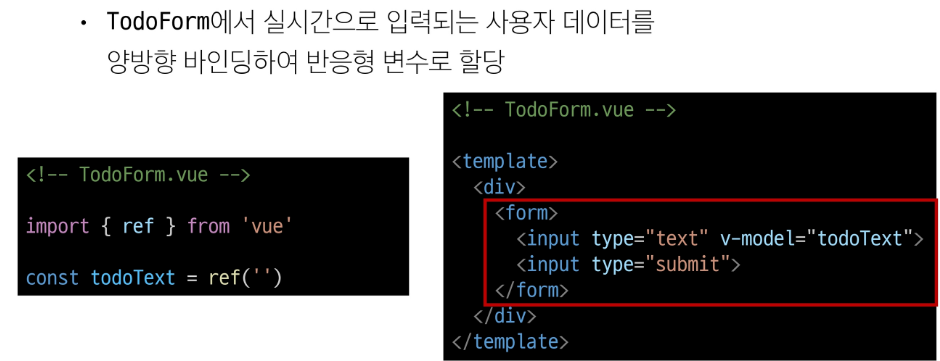 • TodoForm에서 실시간으로 입력되는 사용자 데이터를
양방향 바인딩하여 반응형 변수로 할당
<!-- TodoForm.vue -->
import { ref } from 'vue'
const todoText = ref('')
<!-- TodoForm.vue -->
<template>
<div>
<form>
<input type="text" v-model="todoText">
<input type="submit">
</form>
</div>
</template>